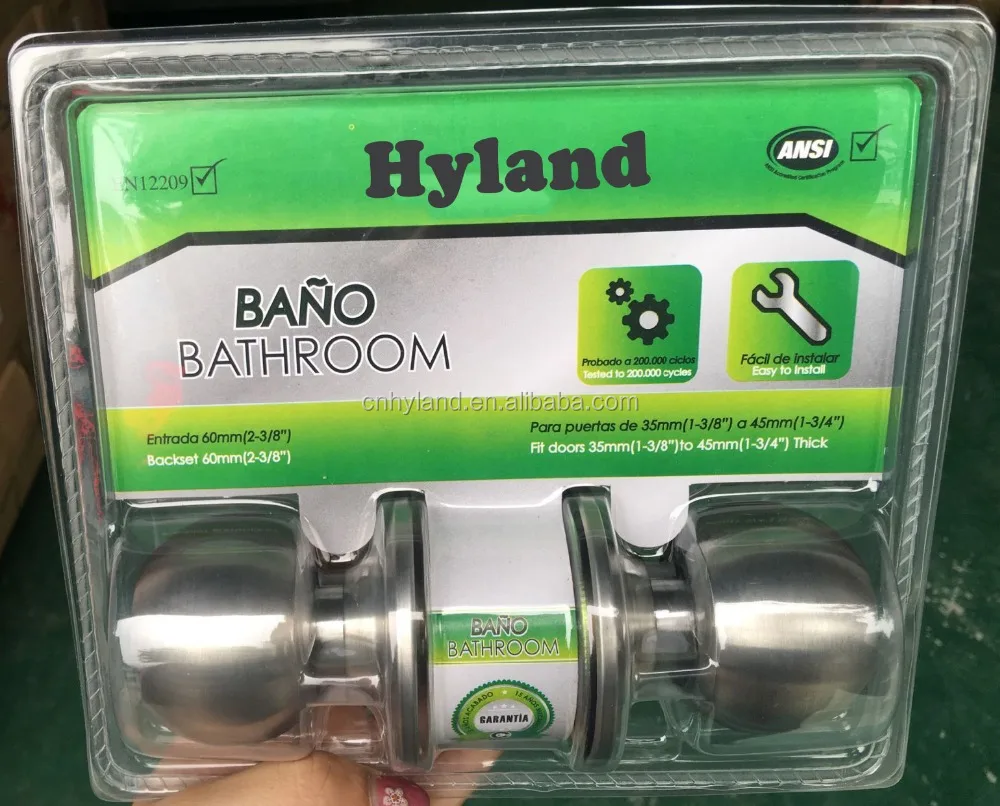 Hyland
ANSI
EN12209
BAÑO
BATHROOM
Probado a 200.000 ciclos
Tested to 200.000 cycles
Fácil de instalar
Easy to Install
cnhyland.en.alibaba.com
Entrada 60mm(2-3/8")
Backset 60mm(2-3/8")
Para puertas de 35mm(1-3/8") a 45mm(1-3/4")
Fit doors 35mm(1-3/8")to 45mm(1-3/4") Thick
BAÑO
BATHROOM
ACABADO 15 AÑOS
GARANTÍA